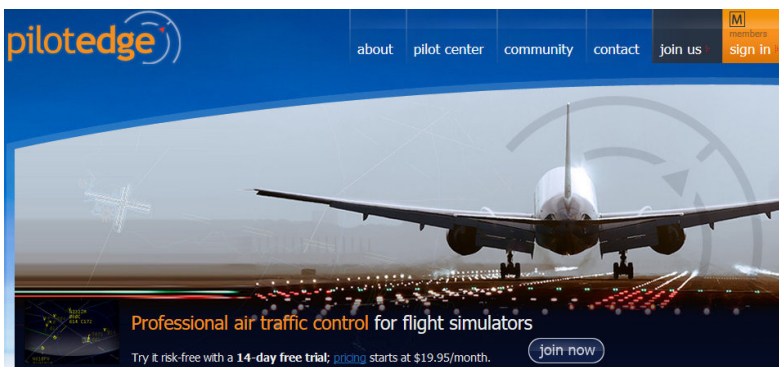 pilotedge
about pilot center community contact join us
M
members
sign in
Professional air traffic control for flight simulators
Try it risk-free with a 14-day free trial; pricing starts at $19.95/month.
join now